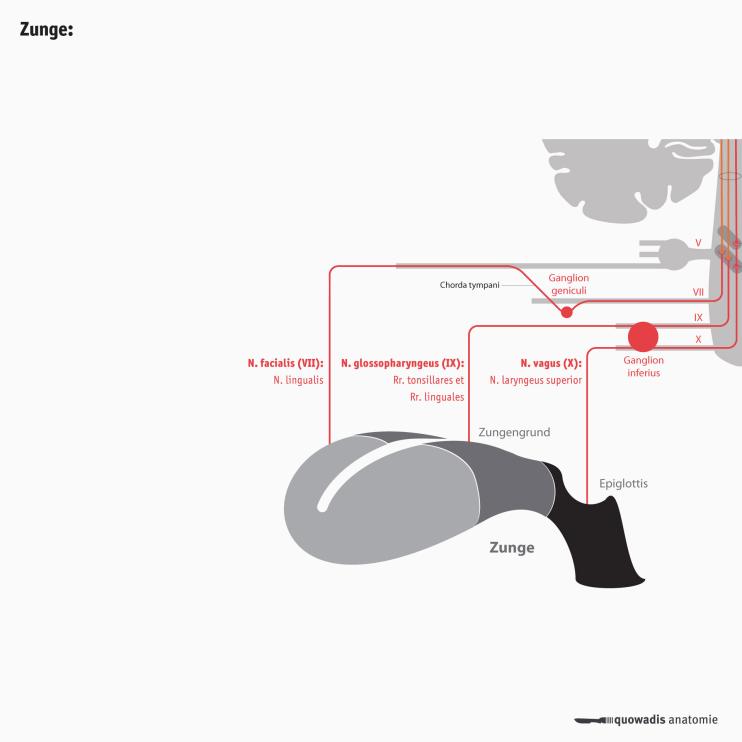 Zunge:
V
Ganglion
geniculi
Chorda tympani
VII
IX
X
Ganglion
inferius
N. facialis (VII):
N. lingualis
N. glossopharyngeus (IX):
Rr. tonsillares et
Rr. linguales
N. vagus (X):
N. laryngeus superior
Zungengrund
Epiglottis
Zunge
quowadis anatomie